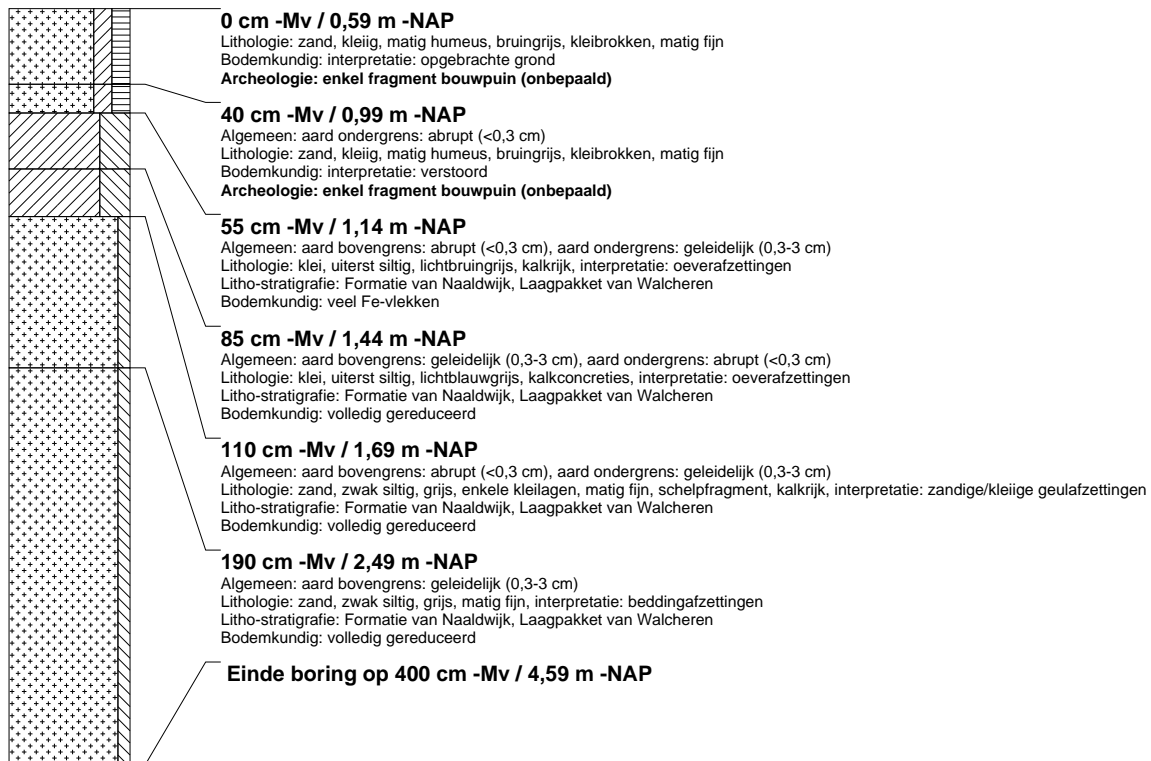 0 cm -Mv / 0,59 m -NAP
Lithologie: zand, kleiig, matig humeus, bruingrijs, kleibrokken, matig fijn
Bodemkundig: interpretatie: opgebrachte grond
Archeologie: enkel fragment bouwpuin (onbepaald)
40 cm -Mv / 0,99 m -NAP
Algemeen: aard ondergrens: abrupt (<0,3 cm)
Lithologie: zand, kleiig, matig humeus, bruingrijs, kleibrokken, matig fijn
Bodemkundig: interpretatie: verstoord
Archeologie: enkel fragment bouwpuin (onbepaald)
55 cm -Mv / 1,14 m -NAP
Algemeen: aard bovengrens: abrupt (<0,3 cm), aard ondergrens: geleidelijk (0,3-3 cm)
Lithologie: klei, uiterst siltig, lichtbruingrijs, kalkrijk, interpretatie: oeverafzettingen
Litho-stratigrafie: Formatie van Naaldwijk, Laagpakket van Walcheren
Bodemkundig: veel Fe-vlekken
85 cm -Mv / 1,44 m -NAP
Algemeen: aard bovengrens: geleidelijk (0,3-3 cm), aard ondergrens: abrupt (<0,3 cm)
Lithologie: klei, uiterst siltig, lichtblauwgrijs, kalkconcreties, interpretatie: oeverafzettingen
Litho-stratigrafie: Formatie van Naaldwijk, Laagpakket van Walcheren
Bodemkundig: volledig gereduceerd
110 cm -Mv / 1,69 m -NAP
Algemeen: aard bovengrens: abrupt (<0,3 cm), aard ondergrens: geleidelijk (0,3-3 cm)
Lithologie: zand, zwak siltig, grijs, enkele kleilagen, matig fijn, schelpfragment, kalkrijk, interpretatie: zandige/kleiige geulafzettingen
Litho-stratigrafie: Formatie van Naaldwijk, Laagpakket van Walcheren
Bodemkundig: volledig gereduceerd
190 cm -Mv / 2,49 m -NAP
Algemeen: aard bovengrens: geleidelijk (0,3-3 cm)
Lithologie: zand, zwak siltig, grijs, matig fijn, interpretatie: beddingafzettingen
Litho-stratigrafie: Formatie van Naaldwijk, Laagpakket van Walcheren
Bodemkundig: volledig gereduceerd
Einde boring op 400 cm -Mv / 4,59 m -NAP